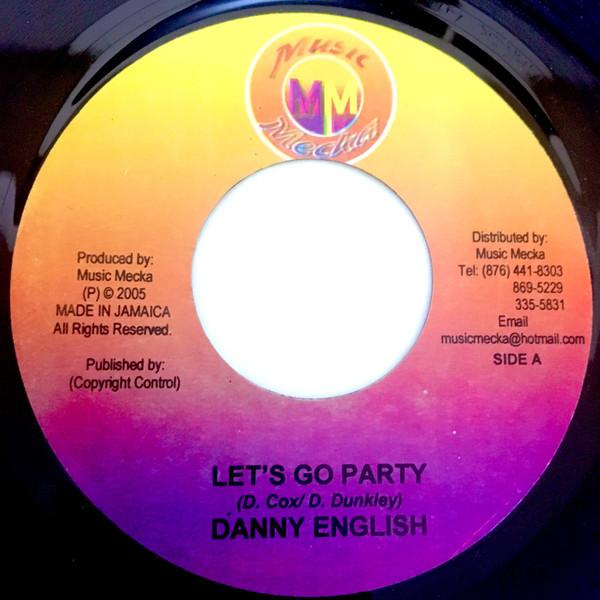 Music
MM
Mecka
Produced by:
Music Mecka
(P) © 2005
MADE IN JAMAICA
All Rights Reserved.
Published by:
(Copyright Control)
Distributed by:
Music Mecka
Tel: (876) 441-8303
869-5229
335-5831
Email
musicmecka@hotmail.com
SIDE A
LET'S GO PARTY
(D. Cox/ D. Dunkley)
DANNY ENGLISH